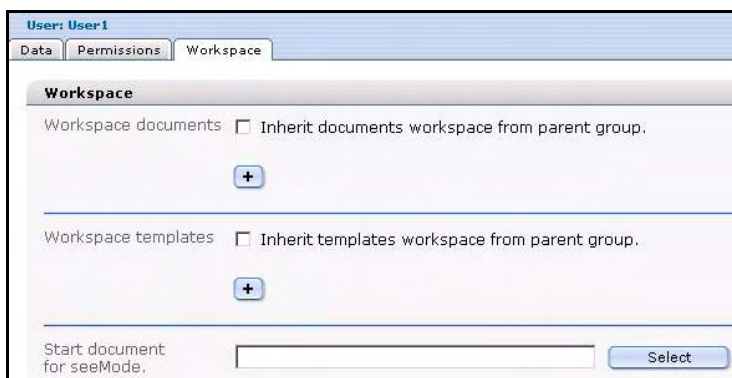 User: User1
Data Permissions Workspace
Workspace
Workspace documents Inherit documents workspace from parent group.
+
Workspace templates Inherit templates workspace from parent group.
+
Start document
for seeMode. Select